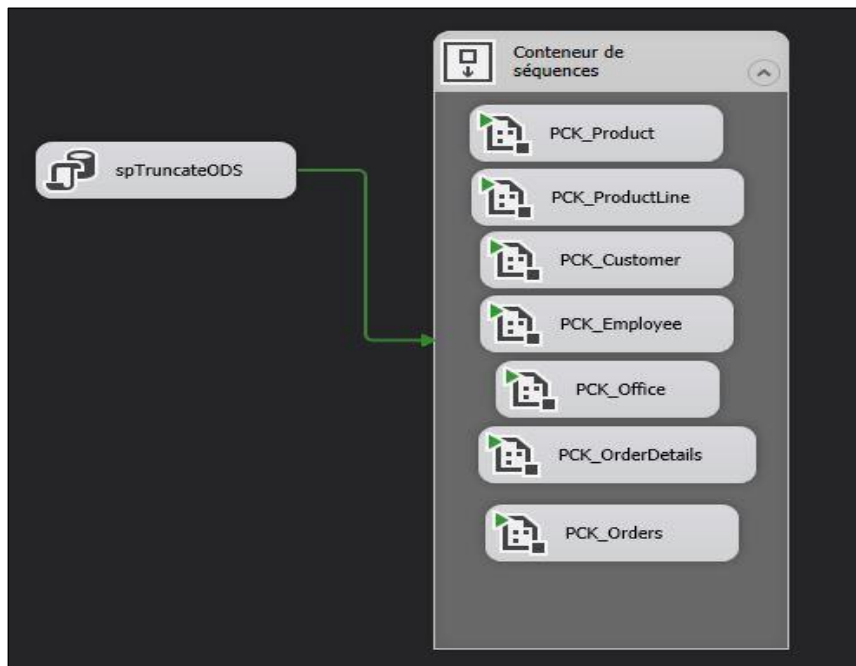 Conteneur de
séquences
PCK_Product
spTruncateODS
PCK_ProductLine
PCK_Customer
PCK_Employee
PCK_Office
PCK_OrderDetails
PCK_Orders